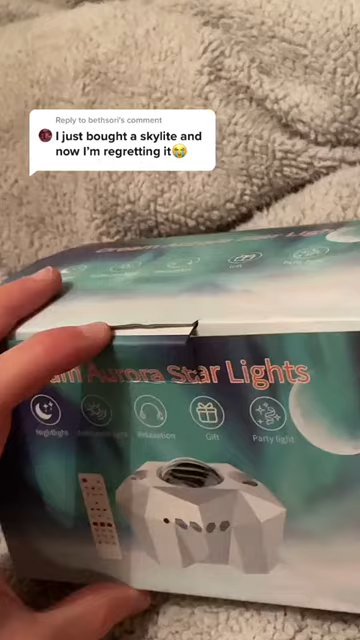 Reply to bethsori's comment
I just bought a skylite and
now I'm regretting it😭
Aurora Star Lights
Nightlight
Relaxation
Gift
Party light